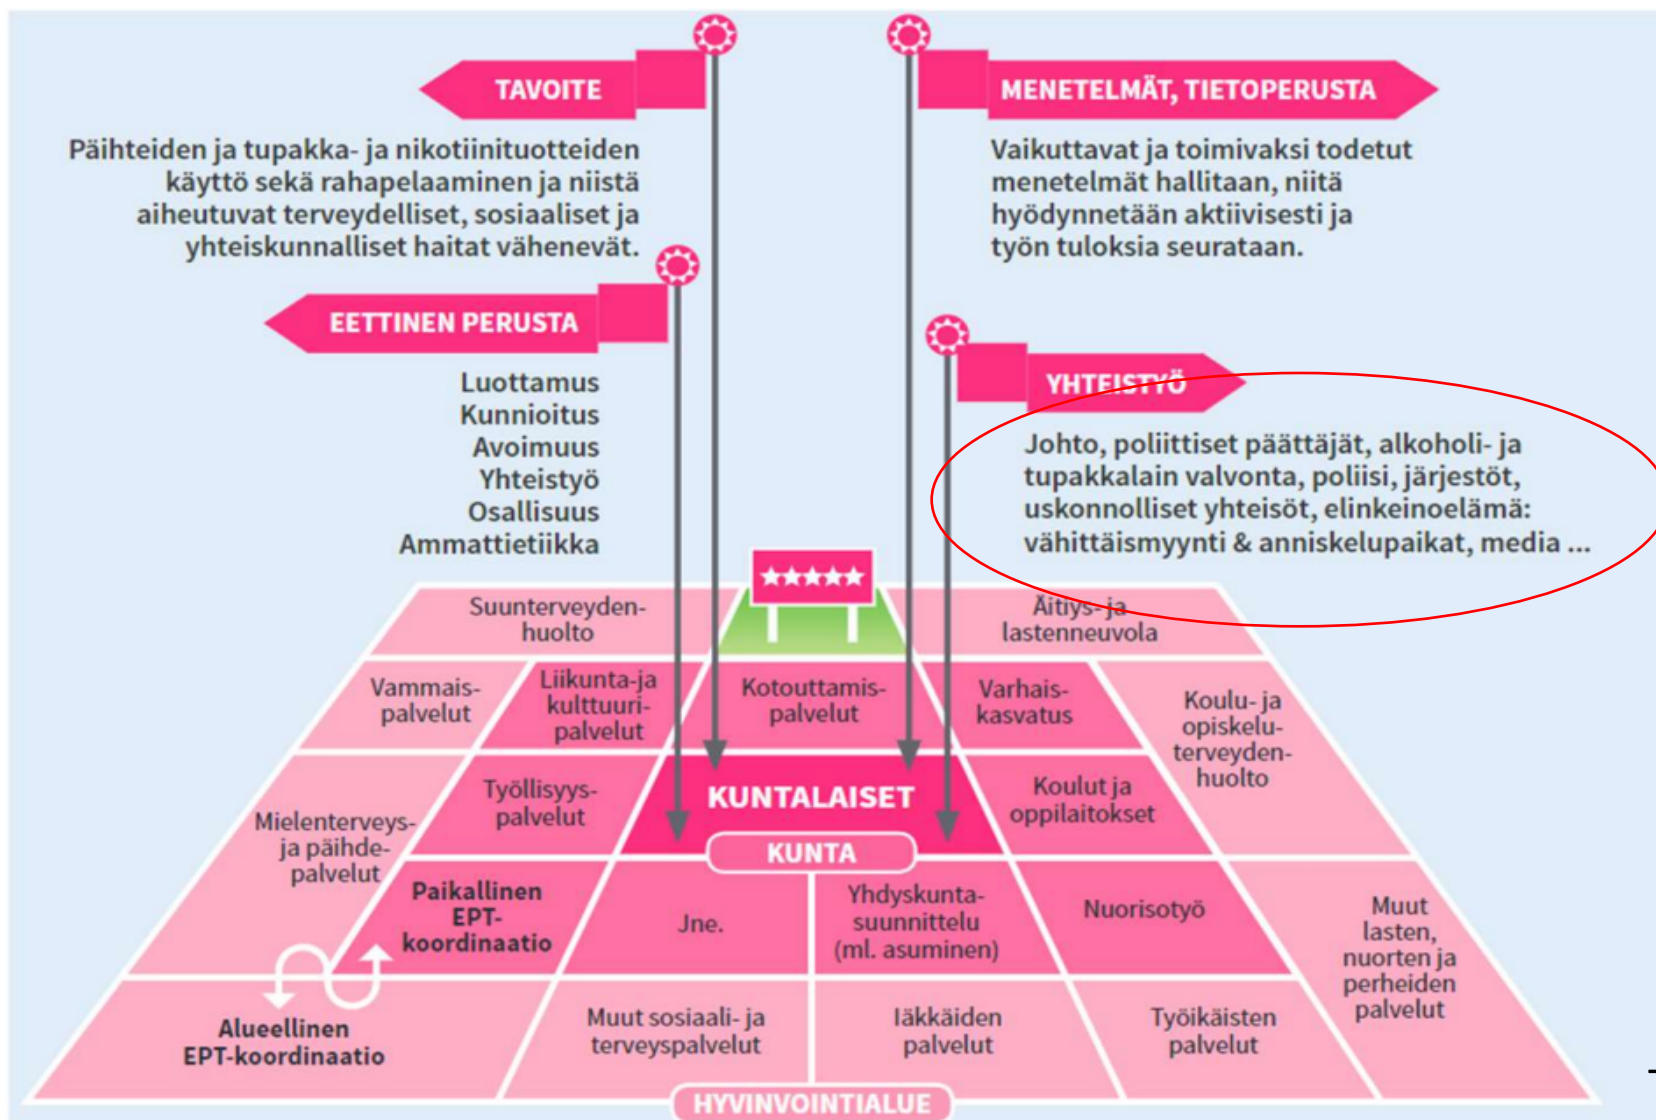 TAVOITE
Päihteiden ja tupakka- ja nikotiinituotteiden
käyttö sekä rahapelaaminen ja niistä
aiheutuvat terveydelliset, sosiaaliset ja
yhteiskunnalliset haitat vähenevät.
MENETELMÄT, TIETOPERUSTA
Vaikuttavat ja toimivaksi todetut
menetelmät hallitaan, niitä
hyödynnetään aktiivisesti ja
työn tuloksia seurataan.
EETTINEN PERUSTA
Luottamus
Kunnioitus
Avoimuus
Yhteistyö
Osallisuus
Ammattietiikka
YHTEISTYÖ
Johto, poliittiset päättäjät, alkoholi- ja
tupakkalain valvonta, poliisi, järjestöt,
uskonnolliset yhteisöt, elinkeinoelämä:
vähittäismyynti & anniskelupaikat, media ...
Suunterveyden-
huolto
Äitiys- ja
lastenneuvola
Vammais-
palvelut
Liikunta-ja
kulttuuri-
palvelut
Kotouttamis-
palvelut
Varhais-
kasvatus
Koulu- ja
opiskelu-
terveyden-
huolto
Mielenterveys-
ja päihde-
palvelut
Työllisyys-
palvelut
KUNTALAISET
Koulut ja
oppilaitokset
KUNTA
Paikallinen
EPT-
koordinaatio
Jne.
Yhdyskunta-
suunnittelu
(ml. asuminen)
Nuorisotyö
Muut
lasten,
nuorten ja
perheiden
palvelut
Alueellinen
EPT-koordinaatio
Muut sosiaali- ja
terveyspalvelut
Iäkkäiden
palvelut
Työikäisten
palvelut
HYVINVOINTIALUE